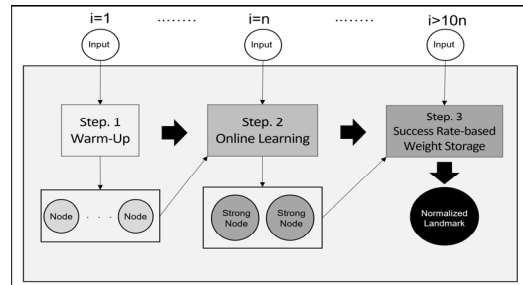 i=1 ........ i=n ........ i>10n
Input Input Input
Step. 1
Warm-Up
Step. 2
Online Learning
Step. 3
Success Rate-based
Weight Storage
Node . . . Node
Strong
Node
Strong
Node
Normalized
Landmark